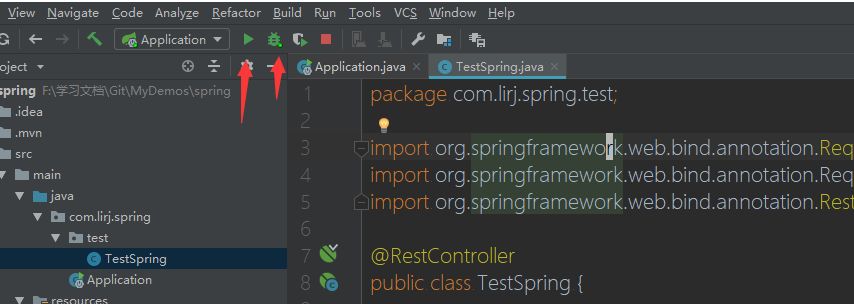 View Navigate Code Analyze Refactor Build Run Tools VCS Window Help
Application
oject
Application.java TestSpring.java
spring F:\学习文档\Git\MyDemos\spring
.idea
.mvn
src
main
java
com.lirj.spring
test
TestSpring
Application
resources
1 package com.lirj.spring.test;
2
3 import org.springframework.web.bind.annotation.Req
4 import org.springframework.web.bind.annotation.Req
5 import org.springframework.web.bind.annotation.Rest
6
7 @RestController
8 public class TestSpring {